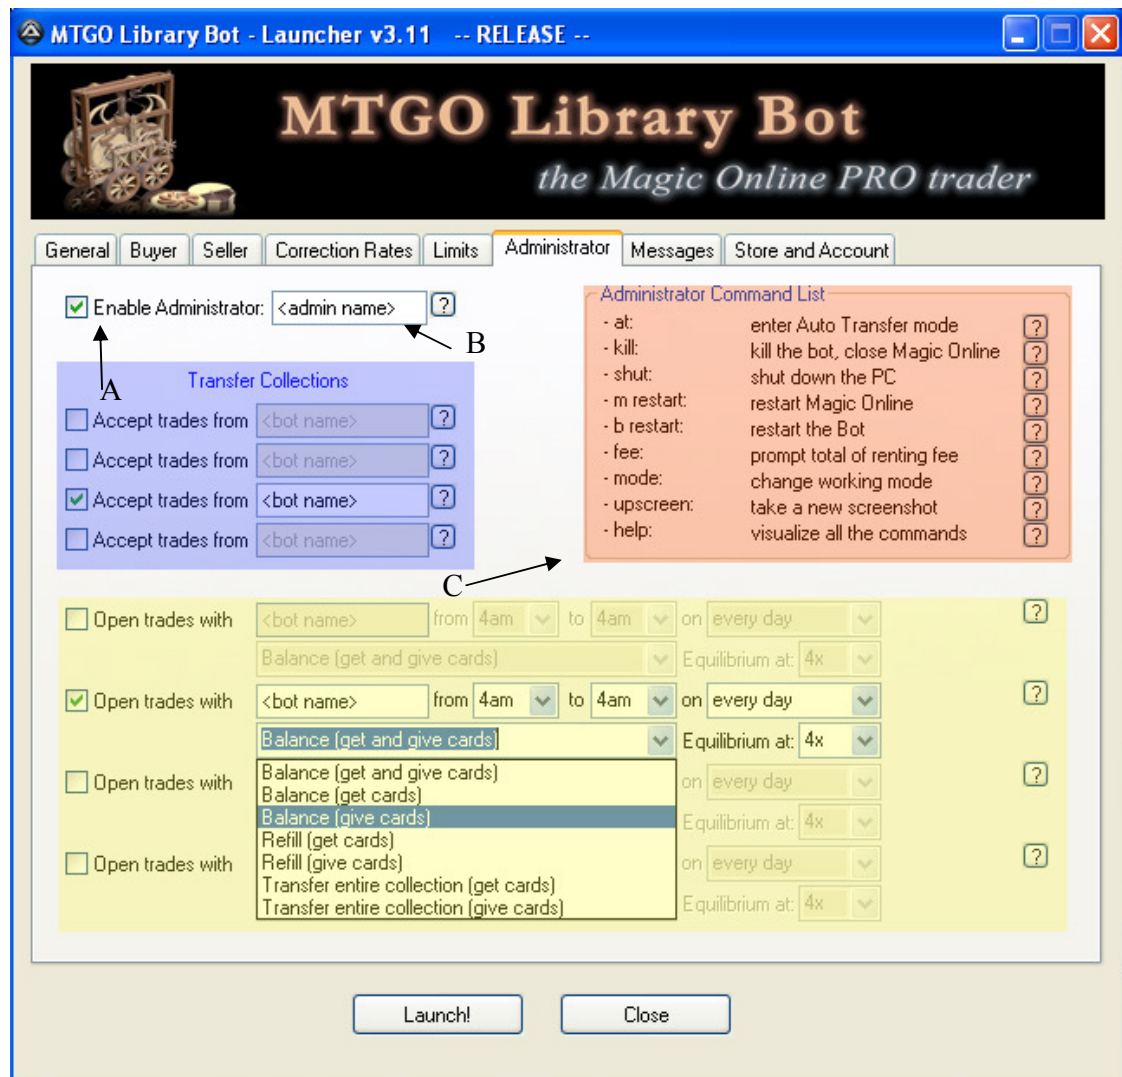 MTGO Library Bot - Launcher v3.11 -- RELEASE --
MTGO Library Bot
the Magic Online PRO trader
General Buyer Seller Correction Rates Limits Administrator Messages Store and Account
Enable Administrator: <admin name> ?
B
A
Transfer Collections
Accept trades from <bot name> ?
Accept trades from <bot name> ?
Accept trades from <bot name> ?
Accept trades from <bot name> ?
Administrator Command List
- at: enter Auto Transfer mode ?
- kill: kill the bot, close Magic Online ?
- shut: shut down the PC ?
- m restart: restart Magic Online ?
- b restart: restart the Bot ?
- fee: prompt total of renting fee ?
- mode: change working mode ?
- upscreen: take a new screenshot ?
- help: visualize all the commands ?
C
Open trades with <bot name> from 4am to 4am on every day ?
Balance (get and give cards) Equilibrium at: 4x
Open trades with <bot name> from 4am to 4am on every day ?
Balance (get and give cards) Equilibrium at: 4x
Balance (get and give cards)
Balance (get cards)
Balance (give cards)
Refill (get cards)
Refill (give cards)
Transfer entire collection (get cards)
Transfer entire collection (give cards)
Open trades with on every day ?
Equilibrium at: 4x
Open trades with on every day ?
Equilibrium at: 4x
Launch! Close